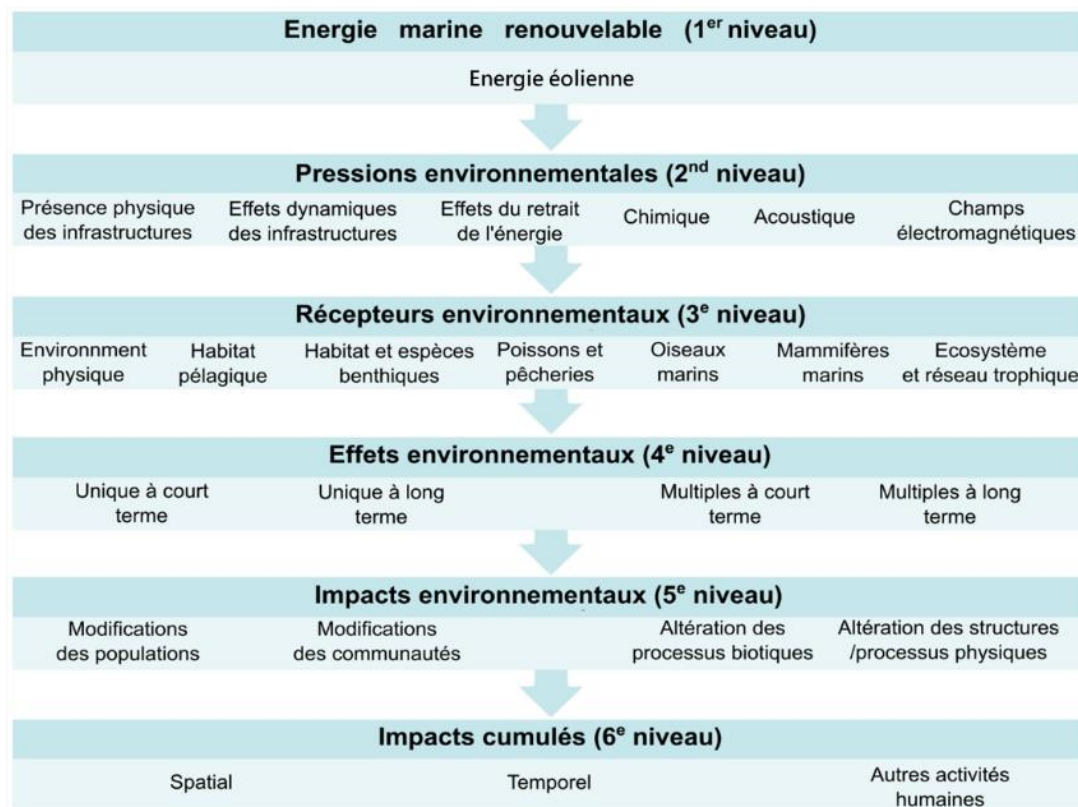 Energie marine renouvelable (1er niveau)
Energie éolienne
Pressions environnementales (2nd niveau)
Présence physique
des infrastructures
Effets dynamiques
des infrastructures
Effets du retrait
de l'énergie
Chimique
Acoustique
Champs
électromagnétiques
Récepteurs environnementaux (3e niveau)
Environnment
physique
Habitat
pélagique
Habitat et espèces
benthiques
Poissons et
pêcheries
Oiseaux
marins
Mammifères
marins
Ecosystème
et réseau trophique
Effets environnementaux (4e niveau)
Unique à court
terme
Unique à long
terme
Multiples à court
terme
Multiples à long
terme
Impacts environnementaux (5e niveau)
Modifications
des populations
Modifications
des communautés
Altération des
processus biotiques
Altération des structures
/processus physiques
Impacts cumulés (6e niveau)
Spatial
Temporel
Autres activités
humaines